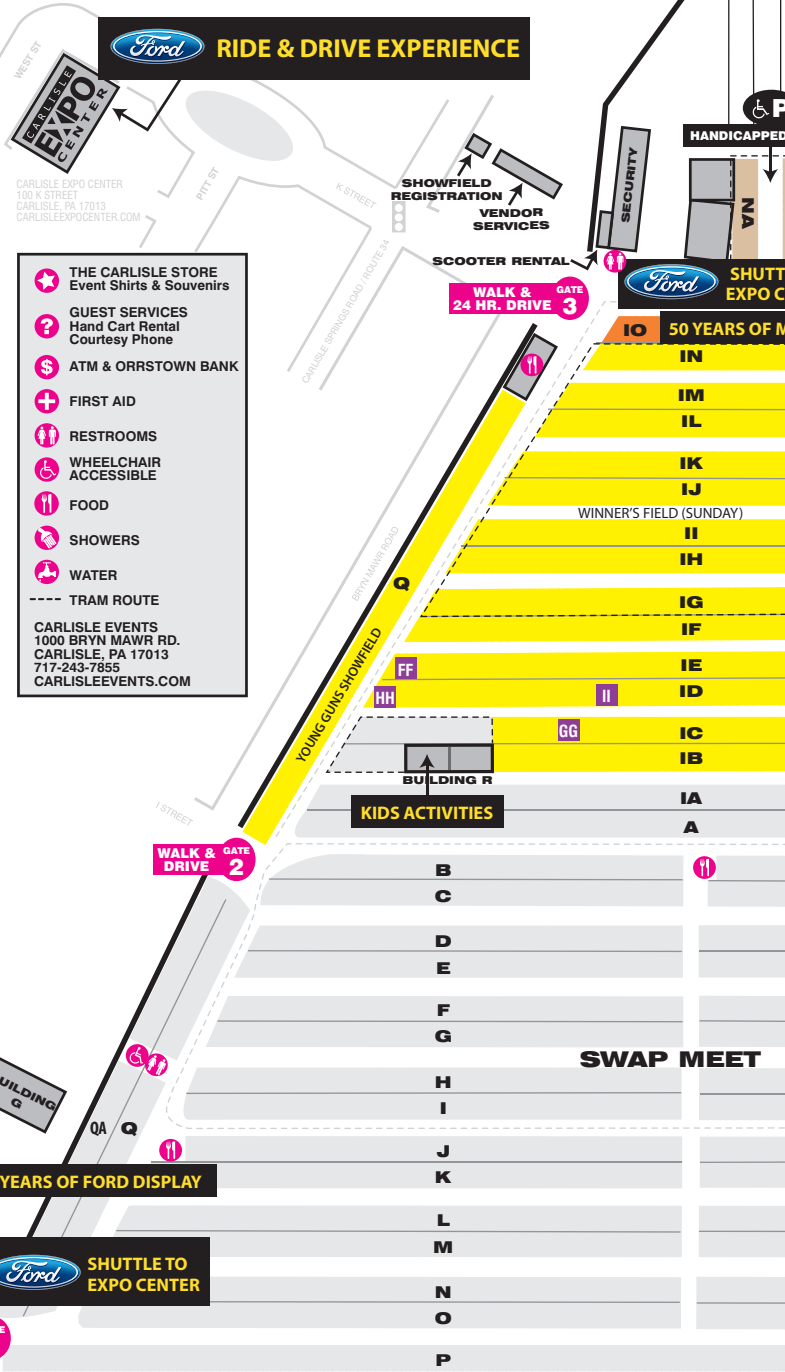 Ford RIDE & DRIVE EXPERIENCE
WEST ST
CARLISLE
EXPO
CENTER
CARLISLE EXPO CENTER
100 K STREET
CARLISLE, PA 17013
CARLISLEEXPOCENTER.COM
PITT ST
K STREET
CARLISLE SPRINGS ROAD / ROUTE 34
SHOWFIELD
REGISTRATION
VENDOR
SERVICES
SCOOTER RENTAL
SECURITY
P
HANDICAPPED
NA
Ford
WALK &
24 HR. DRIVE
GATE
3
IO
THE CARLISLE STORE
Event Shirts & Souvenirs
?
GUEST SERVICES
Hand Cart Rental
Courtesy Phone
$
ATM & ORRSTOWN BANK
FIRST AID
RESTROOMS
WHEELCHAIR
ACCESSIBLE
FOOD
SHOWERS
WATER
TRAM ROUTE
CARLISLE EVENTS
1000 BRYN MAWR RD.
CARLISLE, PA 17013
717-243-7855
CARLISLEEVENTS.COM
50 YEARS OF M
IN
IM
IL
IK
IJ
WINNER'S FIELD (SUNDAY)
II
IH
IG
IF
IE
ID
IC
IB
IA
A
BRYN MAWR ROAD
Q
YOUNG GUNS SHOWFIELD
FF
HH
II
GG
BUILDING R
KIDS ACTIVITIES
I STREET
WALK &
DRIVE
GATE
2
B
C
D
E
F
G
SWAP MEET
H
I
J
K
L
M
N
O
P
UILDING
G
QA
Q
YEARS OF FORD DISPLAY
Ford SHUTTLE TO
EXPO CENTER